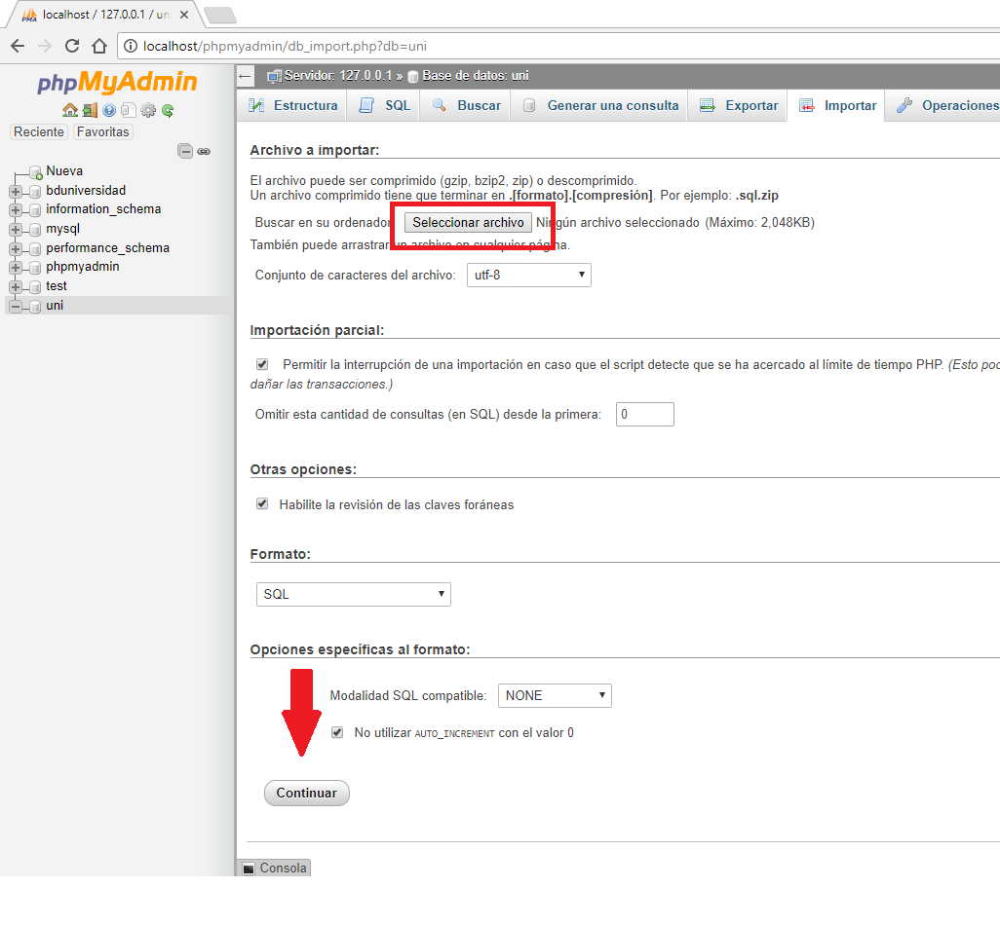 localhost / 127.0.0.1 / un
localhost/phpmyadmin/db_import.php?db=uni
phpMyAdmin
Reciente
Favoritas
Nueva
bduniversidad
information_schema
mysql
performance_schema
phpmyadmin
test
uni
Servidor: 127.0.0.1 » Base de datos: uni
Estructura SQL Buscar Generar una consulta Exportar Importar Operaciones
Archivo a importar:
El archivo puede ser comprimido (gzip, bzip2, zip) o descomprimido.
Un archivo comprimido tiene que terminar en .[formato].[compresión]. Por ejemplo: .sql.zip
Buscar en su ordenador Seleccionar archivo Ningún archivo seleccionado (Máximo: 2,048KB)
También puede arrastrar un archivo en cualquier página.
Conjunto de caracteres del archivo: utf-8
Importación parcial:
Permitir la interrupción de una importación en caso que el script detecte que se ha acercado al límite de tiempo PHP. (Esto pod
dañar las transacciones.)
Omitir esta cantidad de consultas (en SQL) desde la primera: 0
Otras opciones:
Habilite la revisión de las claves foráneas
Formato:
SQL
Opciones específicas al formato:
Modalidad SQL compatible: NONE
No utilizar AUTO_INCREMENT con el valor 0
Continuar
Consola